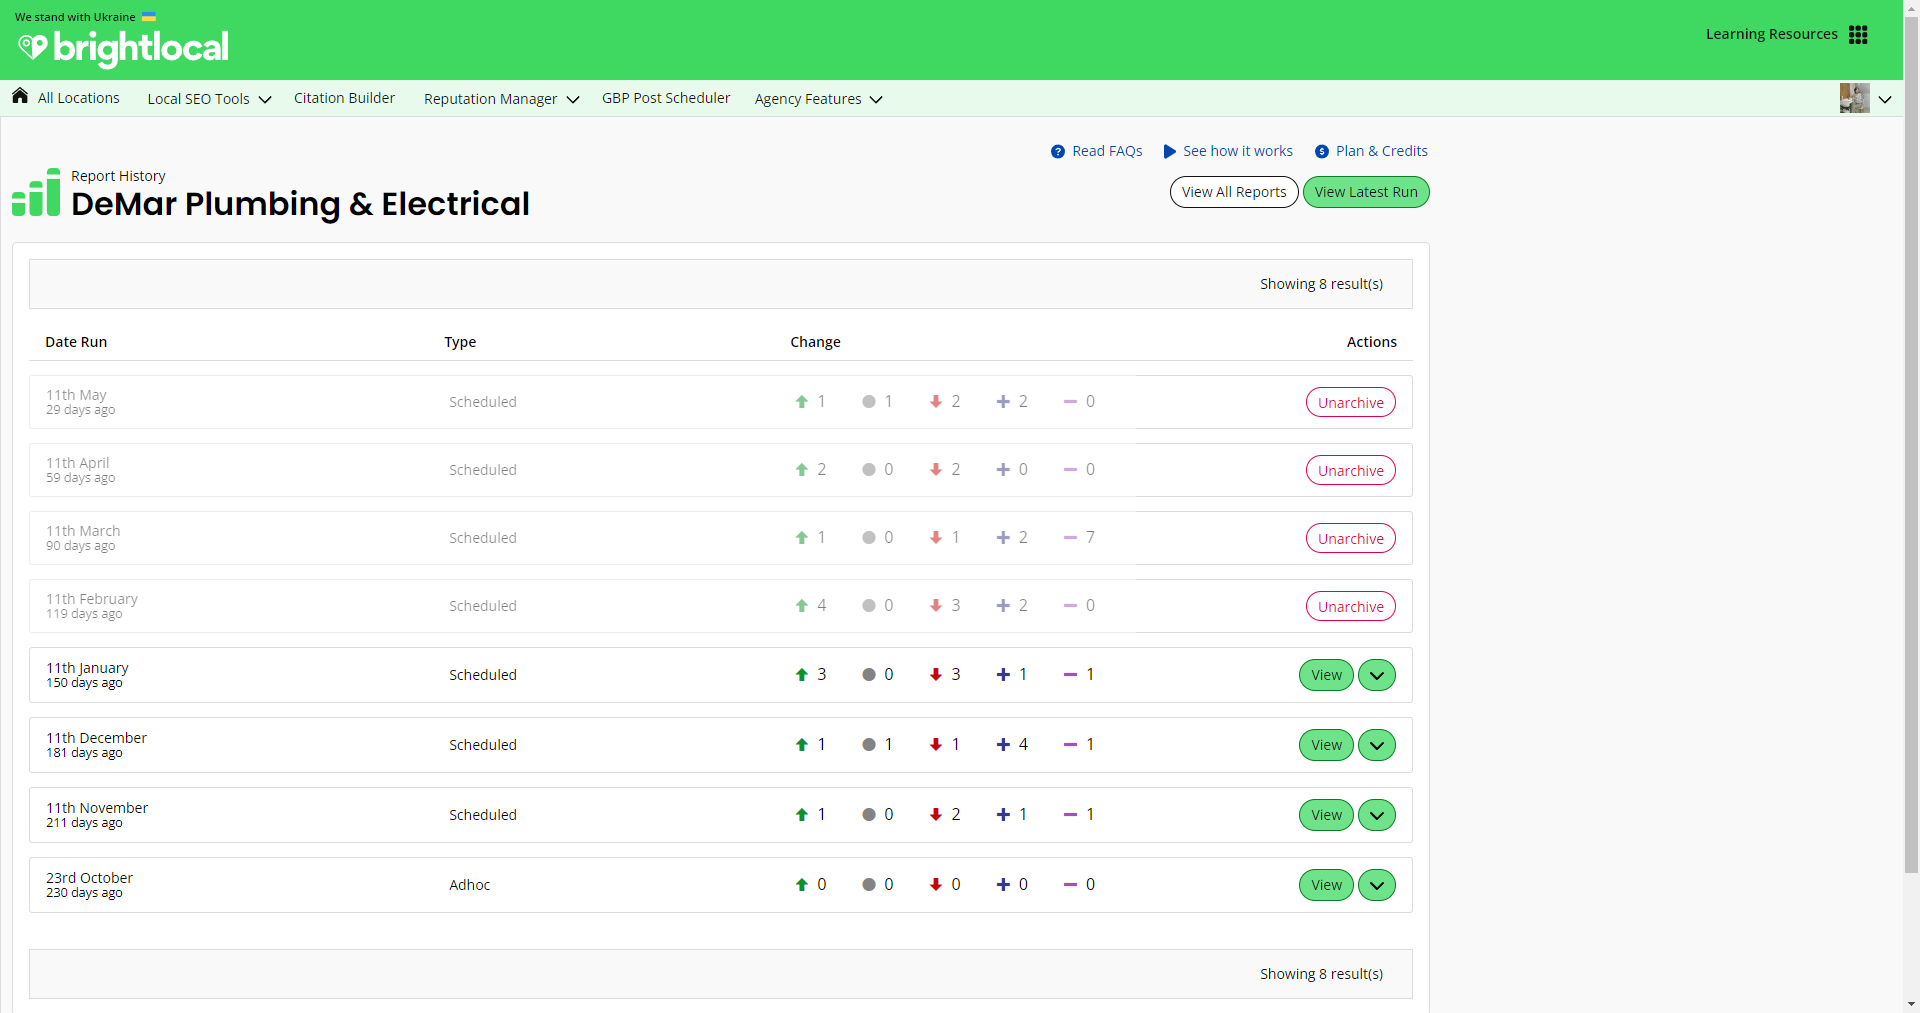 We stand with Ukraine
brightlocal
Learning Resources
All Locations
Local SEO Tools
Citation Builder
Reputation Manager
GBP Post Scheduler
Agency Features
Read FAQs
See how it works
Plan & Credits
Report History
DeMar Plumbing & Electrical
View All Reports
View Latest Run
Showing 8 result(s)
Date Run Type Change Actions
11th May
29 days ago
Scheduled 1 1 2 2 0 Unarchive
11th April
59 days ago
Scheduled 2 0 2 0 0 Unarchive
11th March
90 days ago
Scheduled 1 0 1 2 7 Unarchive
11th February
119 days ago
Scheduled 4 0 3 2 0 Unarchive
11th January
150 days ago
Scheduled 3 0 3 1 1 View
11th December
181 days ago
Scheduled 1 1 1 4 1 View
11th November
211 days ago
Scheduled 1 0 2 1 1 View
23rd October
230 days ago
Adhoc 0 0 0 0 0 View
Showing 8 result(s)